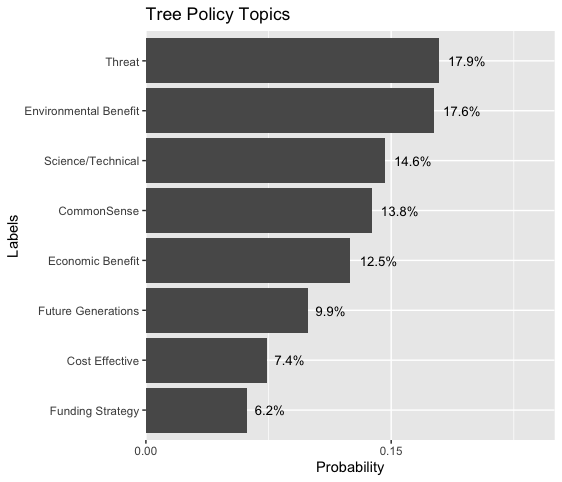 Tree Policy Topics
Threat
17.9%
Environmental Benefit
17.6%
Science/Technical
14.6%
CommonSense
13.8%
Economic Benefit
12.5%
Future Generations
9.9%
Cost Effective
7.4%
Funding Strategy
6.2%
Labels
0.00
0.15
Probability